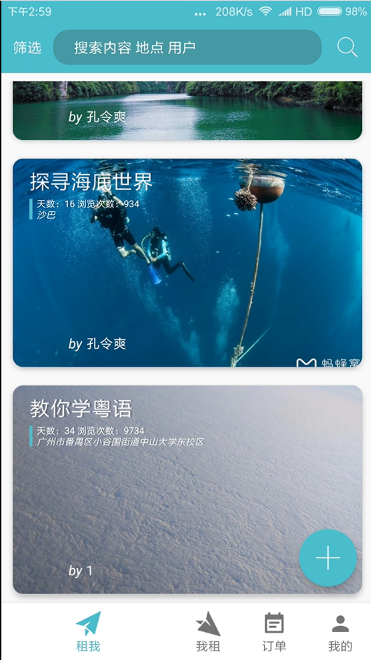 下午2:59 ... 208K/s HD 98%
筛选 搜索内容 地点 用户
by 孔令爽
探寻海底世界
天数：16 浏览次数：934
沙巴
by 孔令爽
蚂蜂窝
教你学粤语
天数：34 浏览次数：9734
广州市番禺区小谷围街道中山大学东校区
by 1
租我 我租 订单 我的